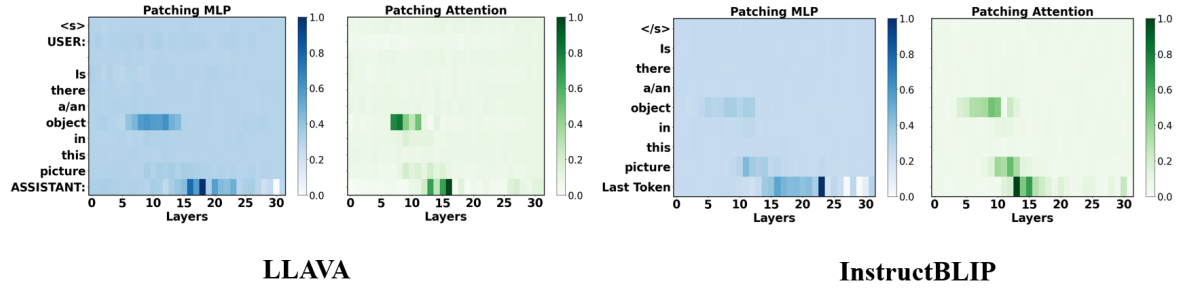 Patching MLP
Patching Attention
<s>
USER:
Is
there
a/an
object
in
this
picture
ASSISTANT:
0 5 10 15 20 25 30
Layers
1.0
0.8
0.6
0.4
0.2
0.0
0 5 10 15 20 25 30
Layers
1.0
0.8
0.6
0.4
0.2
0.0
LLAVA
Patching MLP
Patching Attention
</s>
Is
there
a/an
object
in
this
picture
Last Token
0 5 10 15 20 25 30
Layers
1.0
0.8
0.6
0.4
0.2
0.0
0 5 10 15 20 25 30
Layers
1.0
0.8
0.6
0.4
0.2
0.0
InstructBLIP